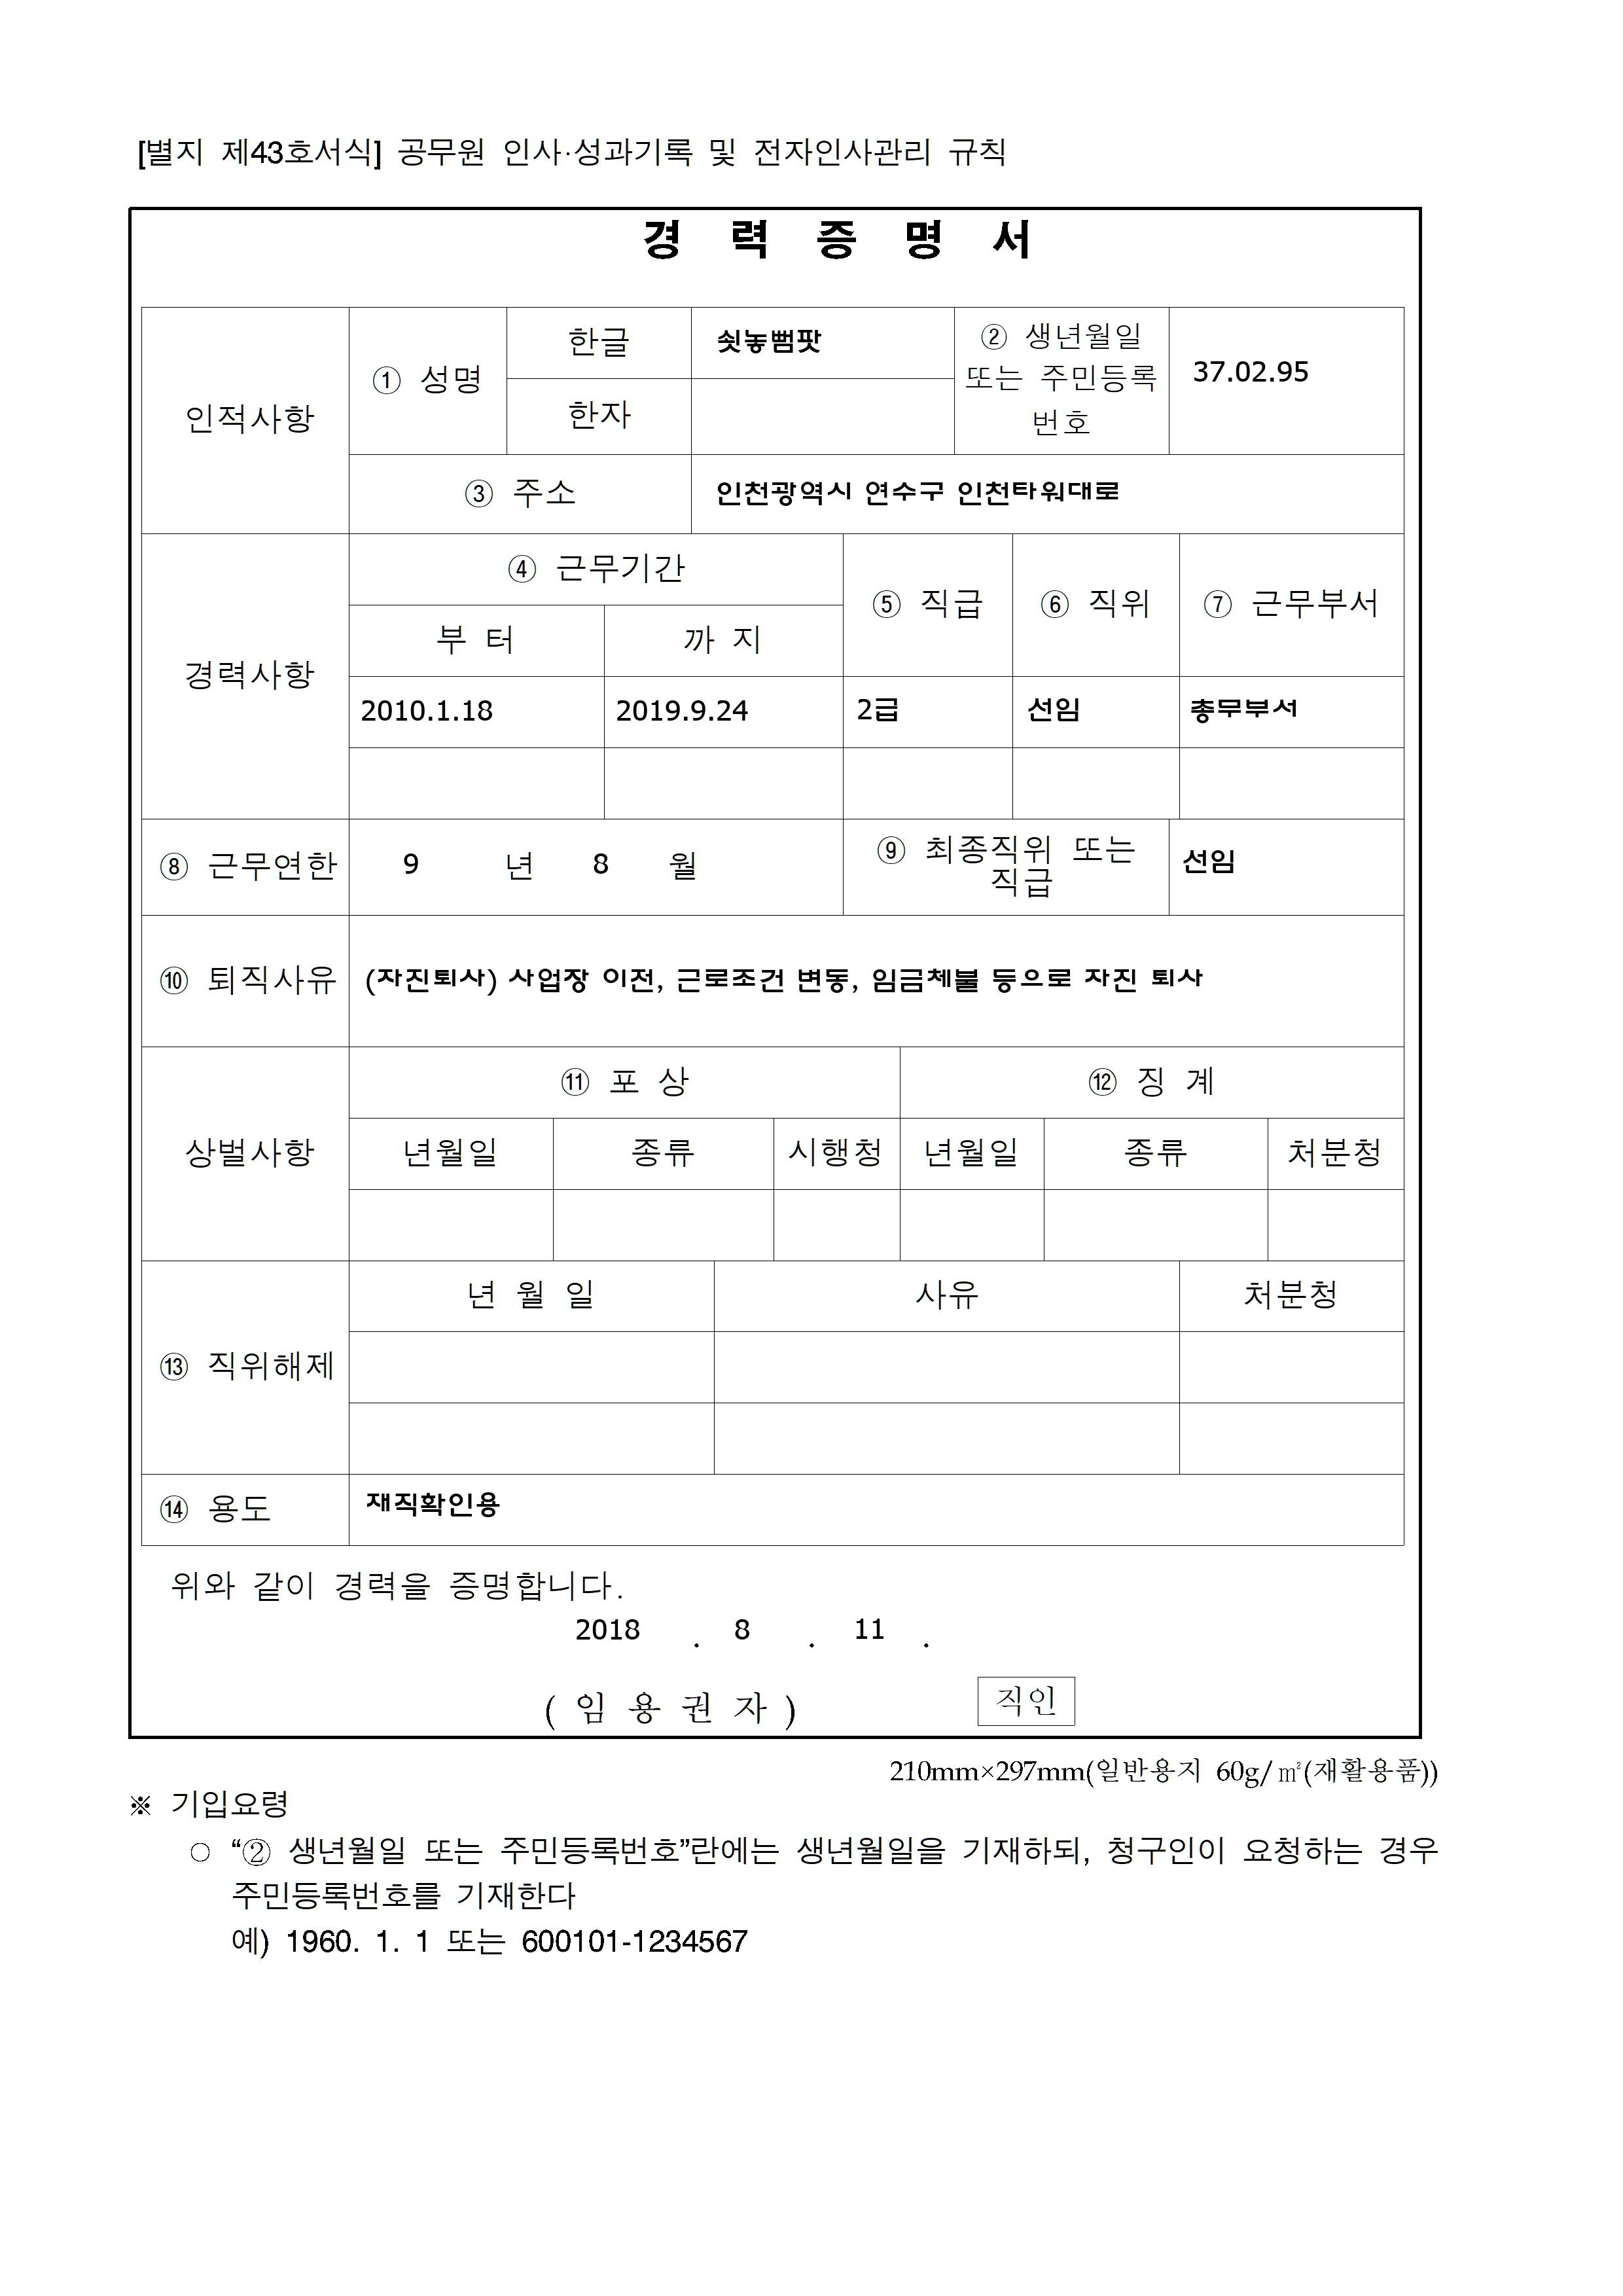 [별지 제43호서식] 공무원 인사·성과기록 및 전자인사관리 규칙
경 력 증 명 서
인적사항
① 성명
한글
쇳놓뻠팟
② 생년월일
또는 주민등록
번호
37.02.95
한자
③ 주소
인천광역시 연수구 인천타워대로
경력사항
④ 근무기간
⑤ 직급
⑥ 직위
⑦ 근무부서
부 터
까 지
2010.1.18
2019.9.24
2급
선임
총무부서
⑧ 근무연한
9 년 8 월
⑨ 최종직위 또는
직급
선임
⑩ 퇴직사유
(자진퇴사) 사업장 이전, 근로조건 변동, 임금체불 등으로 자진 퇴사
상벌사항
⑪ 포 상
⑫ 징 계
년월일
종류
시행청
년월일
종류
처분청
⑬ 직위해제
년 월 일
사유
처분청
⑭ 용도
재직확인용
위와 같이 경력을 증명합니다.
2018 . 8 . 11 .
( 임 용 권 자 )
직인
210mm×297mm(일반용지 60g/㎡(재활용품))
※ 기입요령
○ “② 생년월일 또는 주민등록번호”란에는 생년월일을 기재하되, 청구인이 요청하는 경우
주민등록번호를 기재한다
예) 1960. 1. 1 또는 600101-1234567